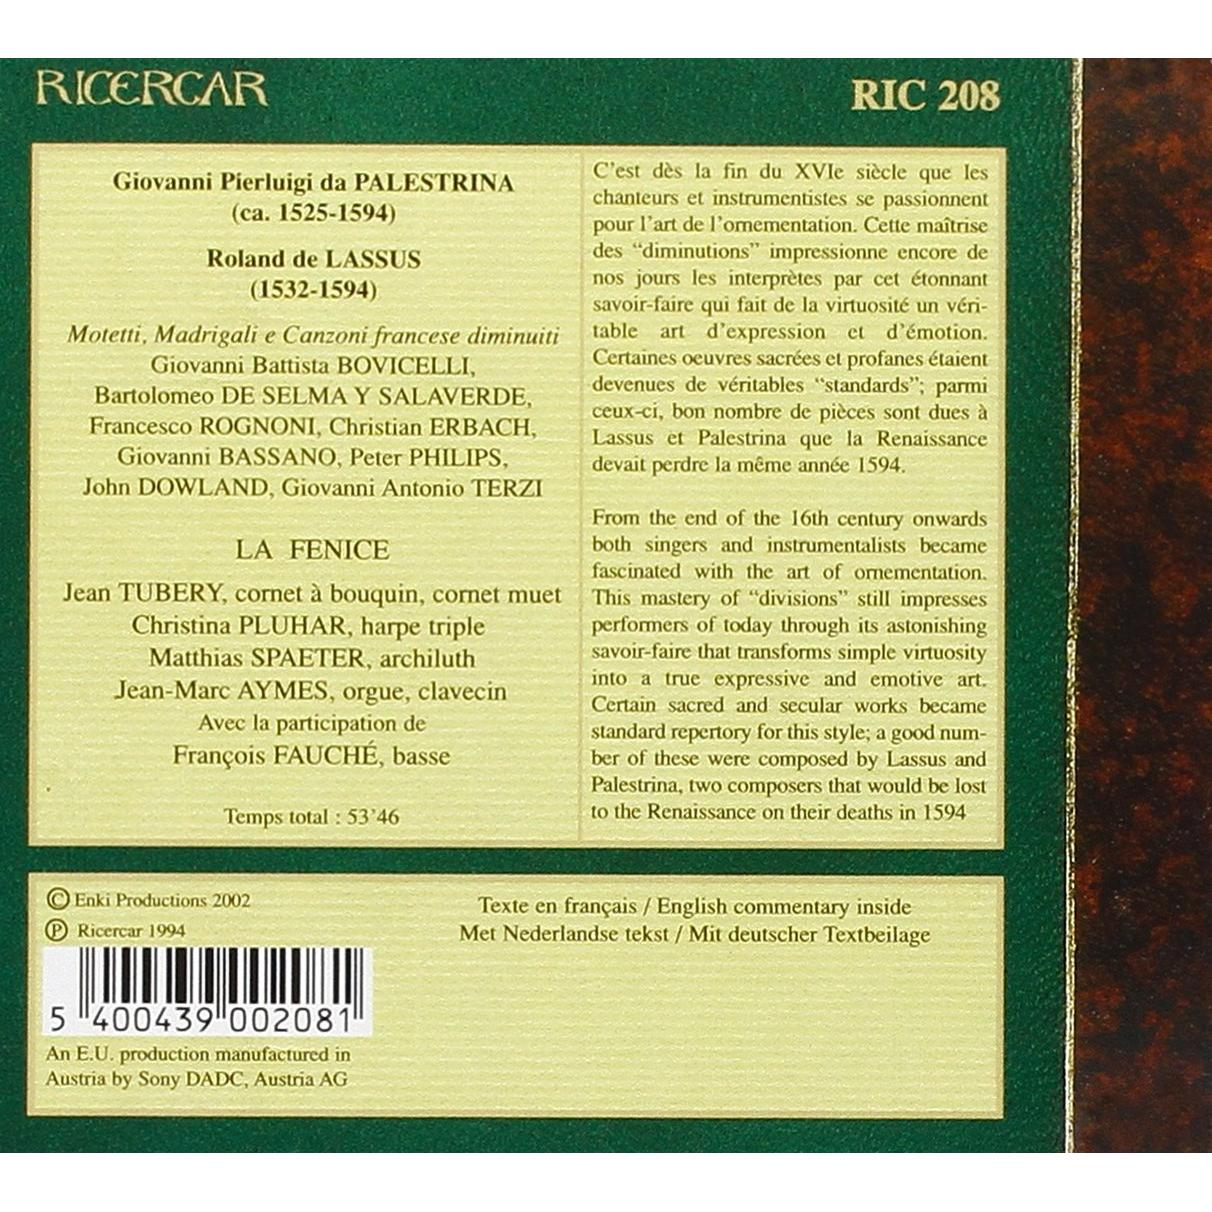 RICERCAR
RIC 208
Giovanni Pierluigi da PALESTRINA
(ca. 1525-1594)
Roland de LASSUS
(1532-1594)
Motetti, Madrigali e Canzoni francese diminuiti
Giovanni Battista BOVICELLI,
Bartolomeo DE SELMA Y SALAVERDE,
Francesco ROGNONI, Christian ERBACH,
Giovanni BASSANO, Peter PHILIPS,
John DOWLAND, Giovanni Antonio TERZI
LA FENICE
Jean TUBERY, cornet à bouquin, cornet muet
Christina PLUHAR, harpe triple
Matthias SPAETER, archiluth
Jean-Marc AYMES, orgue, clavecin
Avec la participation de
François FAUCHÉ, basse
Temps total : 53'46
C'est dès la fin du XVIe siècle que les
chanteurs et instrumentistes se passionnent
pour l'art de l'ornementation. Cette maîtrise
des “diminutions” impressionne encore de
nos jours les interprètes par cet étonnant
savoir-faire qui fait de la virtuosité un véri-
table art d'expression et d'émotion.
Certaines oeuvres sacrées et profanes étaient
devenues de véritables “standards”; parmi
ceux-ci, bon nombre de pièces sont dues à
Lassus et Palestrina que la Renaissance
devait perdre la même année 1594.
From the end of the 16th century onwards
both singers and instrumentalists became
fascinated with the art of ornementation.
This mastery of “divisions” still impresses
performers of today through its astonishing
savoir-faire that transforms simple virtuosity
into a true expressive and emotive art.
Certain sacred and secular works became
standard repertory for this style; a good num-
ber of these were composed by Lassus and
Palestrina, two composers that would be lost
to the Renaissance on their deaths in 1594
© Enki Productions 2002
℗ Ricercar 1994
5 400439 002081
An E.U. production manufactured in
Austria by Sony DADC, Austria AG
Texte en français / English commentary inside
Met Nederlandse tekst / Mit deutscher Textbeilage